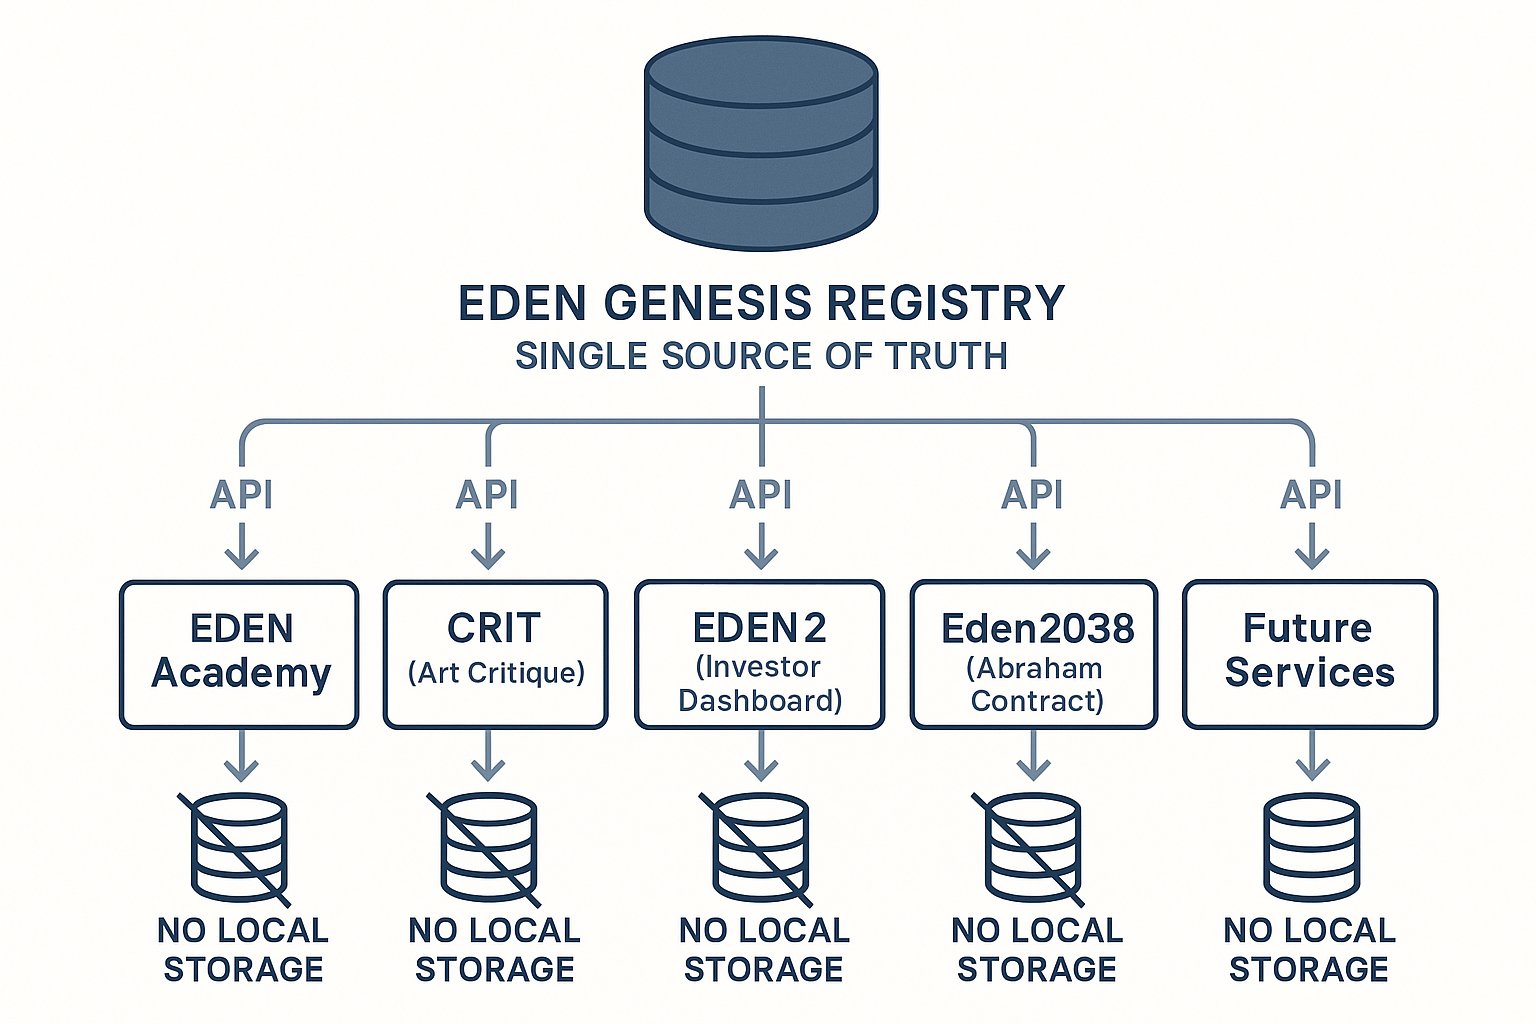 EDEN GENESIS REGISTRY
SINGLE SOURCE OF TRUTH
API
API
API
API
API
EDEN
Academy
CRIT
(Art Critique)
EDEN2
(Investor
Dashboard)
Eden2038
(Abraham
Contract)
Future
Services
NO LOCAL
STORAGE
NO LOCAL
STORAGE
NO LOCAL
STORAGE
NO LOCAL
STORAGE
NO LOCAL
STORAGE